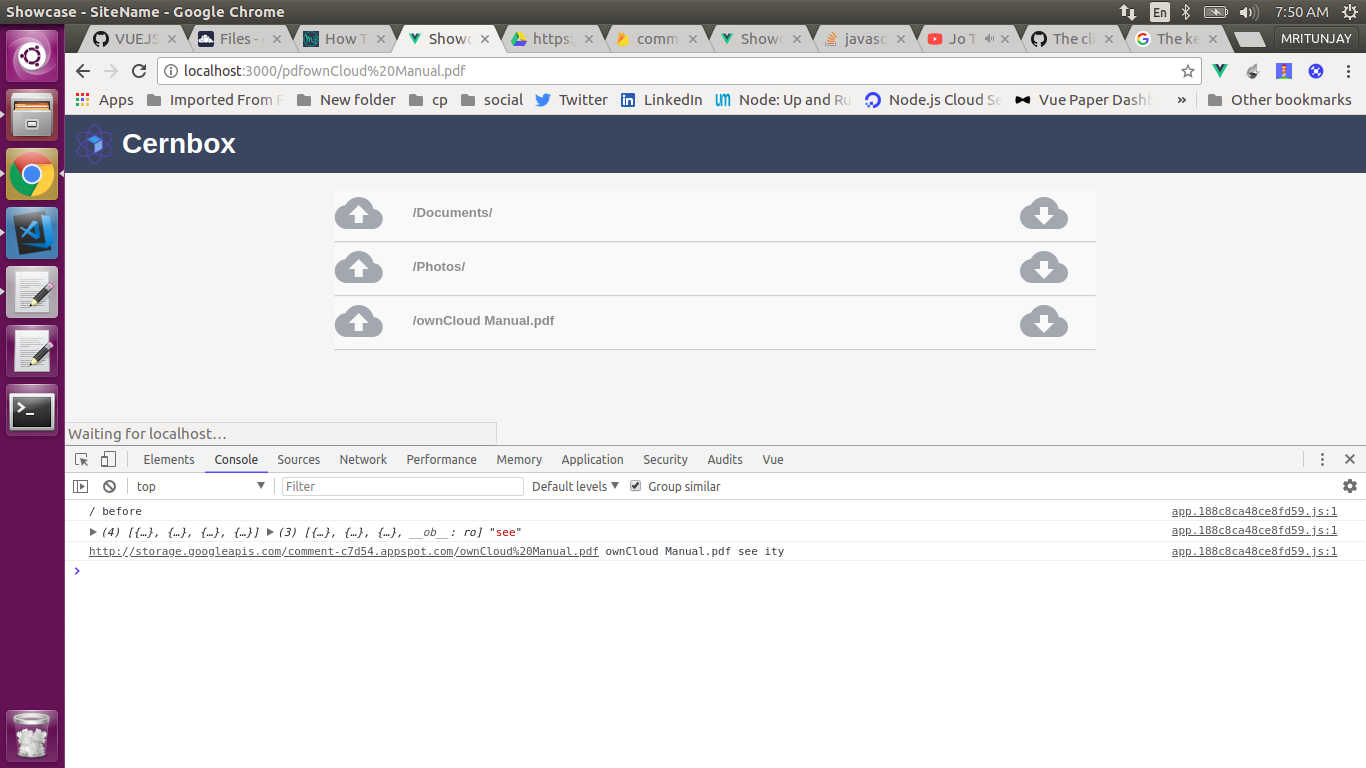 Showcase - SiteName - Google Chrome En 7:50 AM
VUEJS Files - How T Show comm Show javasc Jo T The cli The ke MRITUNJAY
localhost:3000/pdfownCloud%20Manual.pdf
Apps Imported From F New folder cp social Twitter LinkedIn Node: Up and Ru Node.js Cloud Se Vue Paper Dashb » Other bookmarks
Cernbox
/Documents/
/Photos/
/ownCloud Manual.pdf
Waiting for localhost…
Elements Console Sources Network Performance Memory Application Security Audits Vue
top Filter Default levels Group similar
/ before app.188c8ca48ce8fd59.js:1
(4) [{…}, {…}, {…}, {…}] (3) [{…}, {…}, {…}, __ob__: ro] "see" app.188c8ca48ce8fd59.js:1
http://storage.googleapis.com/comment-c7d54.appspot.com/ownCloud%20Manual.pdf ownCloud Manual.pdf see ity app.188c8ca48ce8fd59.js:1